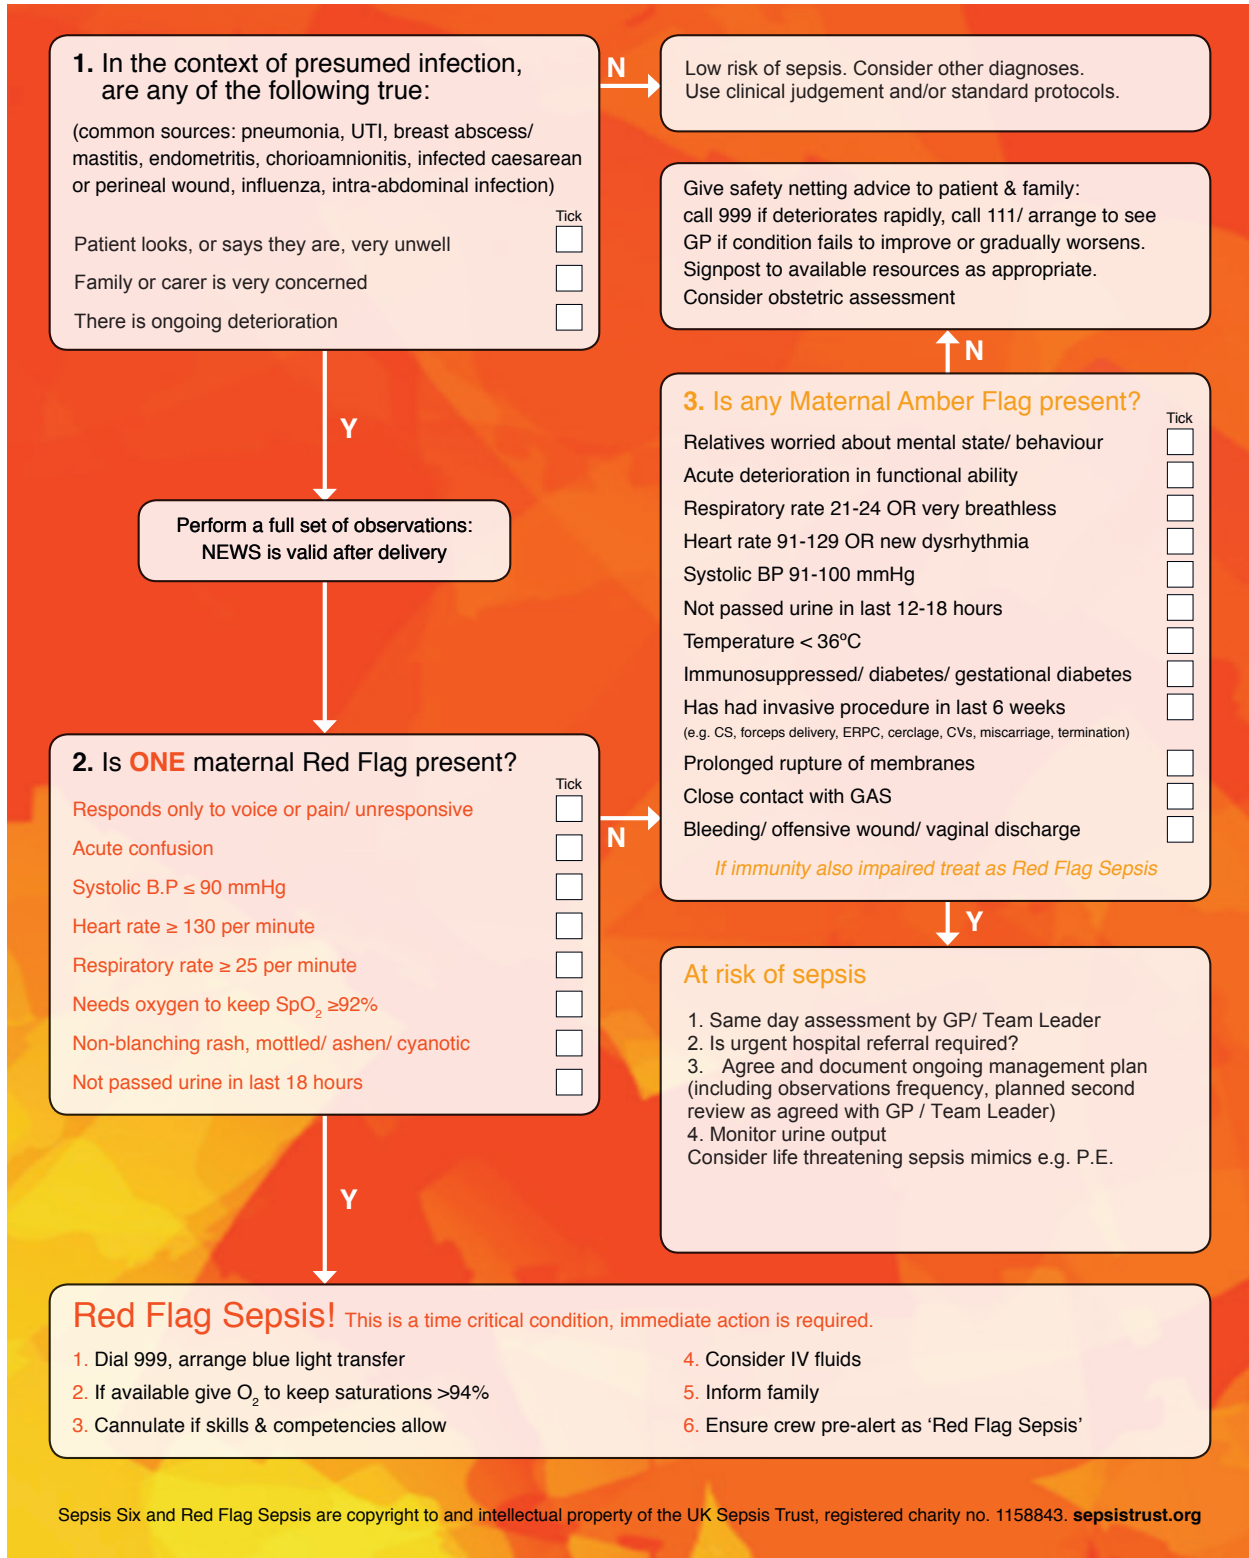 1. In the context of presumed infection,
are any of the following true:
(common sources: pneumonia, UTI, breast abscess/
mastitis, endometritis, chorioamnionitis, infected caesarean
or perineal wound, influenza, intra-abdominal infection)
Tick
Patient looks, or says they are, very unwell
Family or carer is very concerned
There is ongoing deterioration
N
Low risk of sepsis. Consider other diagnoses.
Use clinical judgement and/or standard protocols.
Give safety netting advice to patient & family:
call 999 if deteriorates rapidly, call 111/ arrange to see
GP if condition fails to improve or gradually worsens.
Signpost to available resources as appropriate.
Consider obstetric assessment
N
Y
Perform a full set of observations:
NEWS is valid after delivery
2. Is ONE maternal Red Flag present?
Tick
Responds only to voice or pain/ unresponsive
Acute confusion
Systolic B.P ≤ 90 mmHg
Heart rate ≥ 130 per minute
Respiratory rate ≥ 25 per minute
Needs oxygen to keep SpO₂ ≥92%
Non-blanching rash, mottled/ ashen/ cyanotic
Not passed urine in last 18 hours
N
3. Is any Maternal Amber Flag present?
Tick
Relatives worried about mental state/ behaviour
Acute deterioration in functional ability
Respiratory rate 21-24 OR very breathless
Heart rate 91-129 OR new dysrhythmia
Systolic BP 91-100 mmHg
Not passed urine in last 12-18 hours
Temperature < 36ºC
Immunosuppressed/ diabetes/ gestational diabetes
Has had invasive procedure in last 6 weeks
(e.g. CS, forceps delivery, ERPC, cerclage, CVs, miscarriage, termination)
Prolonged rupture of membranes
Close contact with GAS
Bleeding/ offensive wound/ vaginal discharge
If immunity also impaired treat as Red Flag Sepsis
Y
At risk of sepsis
1. Same day assessment by GP/ Team Leader
2. Is urgent hospital referral required?
3. Agree and document ongoing management plan
(including observations frequency, planned second
review as agreed with GP / Team Leader)
4. Monitor urine output
Consider life threatening sepsis mimics e.g. P.E.
Y
Red Flag Sepsis! This is a time critical condition, immediate action is required.
1. Dial 999, arrange blue light transfer
2. If available give O₂ to keep saturations >94%
3. Cannulate if skills & competencies allow
4. Consider IV fluids
5. Inform family
6. Ensure crew pre-alert as ‘Red Flag Sepsis’
Sepsis Six and Red Flag Sepsis are copyright to and intellectual property of the UK Sepsis Trust, registered charity no. 1158843. sepsistrust.org